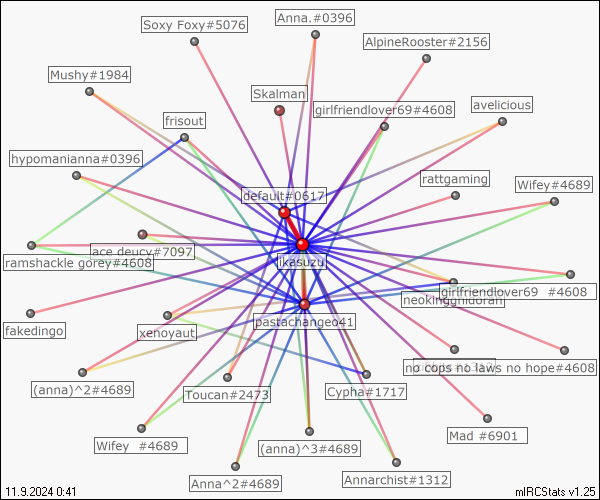 Anna.#0396
Soxy Foxy#5076
AlpineRooster#2156
Mushy#1984
Skalman
girlfriendlover69#4608
avelicious
frisout
hypomanianna#0396
rattgaming
Wifey#4689
default#0617
ace deucy#7097
ramshackle gorey#4608
ikasuzu
girlfriendlover69 #4608
neokingghidorah
pastachangeo41
fakedingo
xenoyaut
no cops no laws no hope#4608
(anna)^2#4689
Toucan#2473
Cypha#1717
Mad #6901
Wifey #4689
(anna)^3#4689
Anna^2#4689
Annarchist#1312
11.9.2024 0:41
mIRCStats v1.25